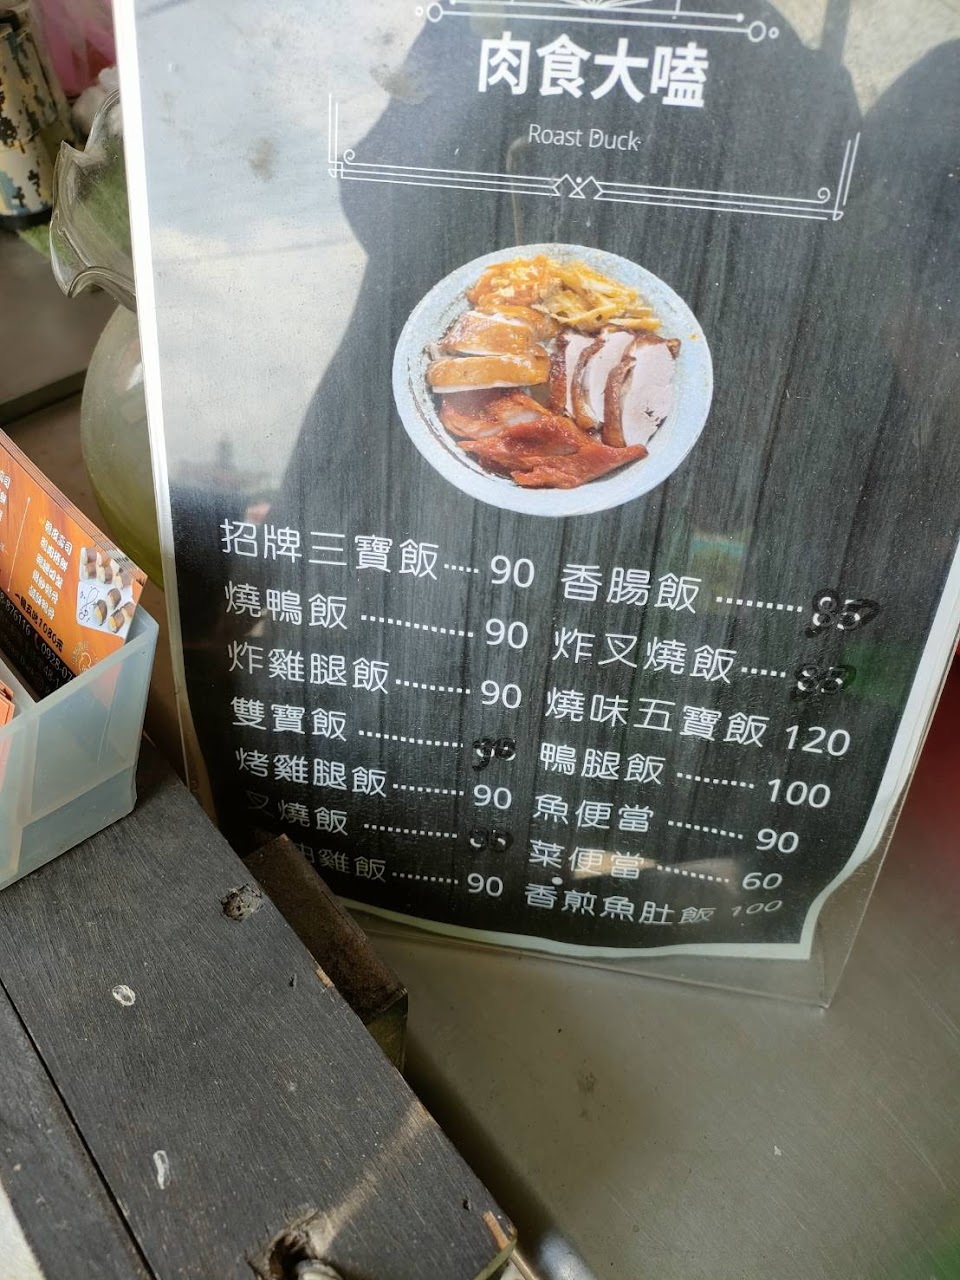 肉食大嗑
Roast Duck
招牌三寶飯..... 90
燒鴨飯............ 90
炸雞腿飯........ 90
雙寶飯...........
烤雞腿飯........ 90
叉燒飯...........
油雞飯........ 90
香腸飯......... 85
炸叉燒飯..... 85
燒味五寶飯 120
鴨腿飯........ 100
魚便當........ 90
菜便當........ 60
香煎魚肚飯 100